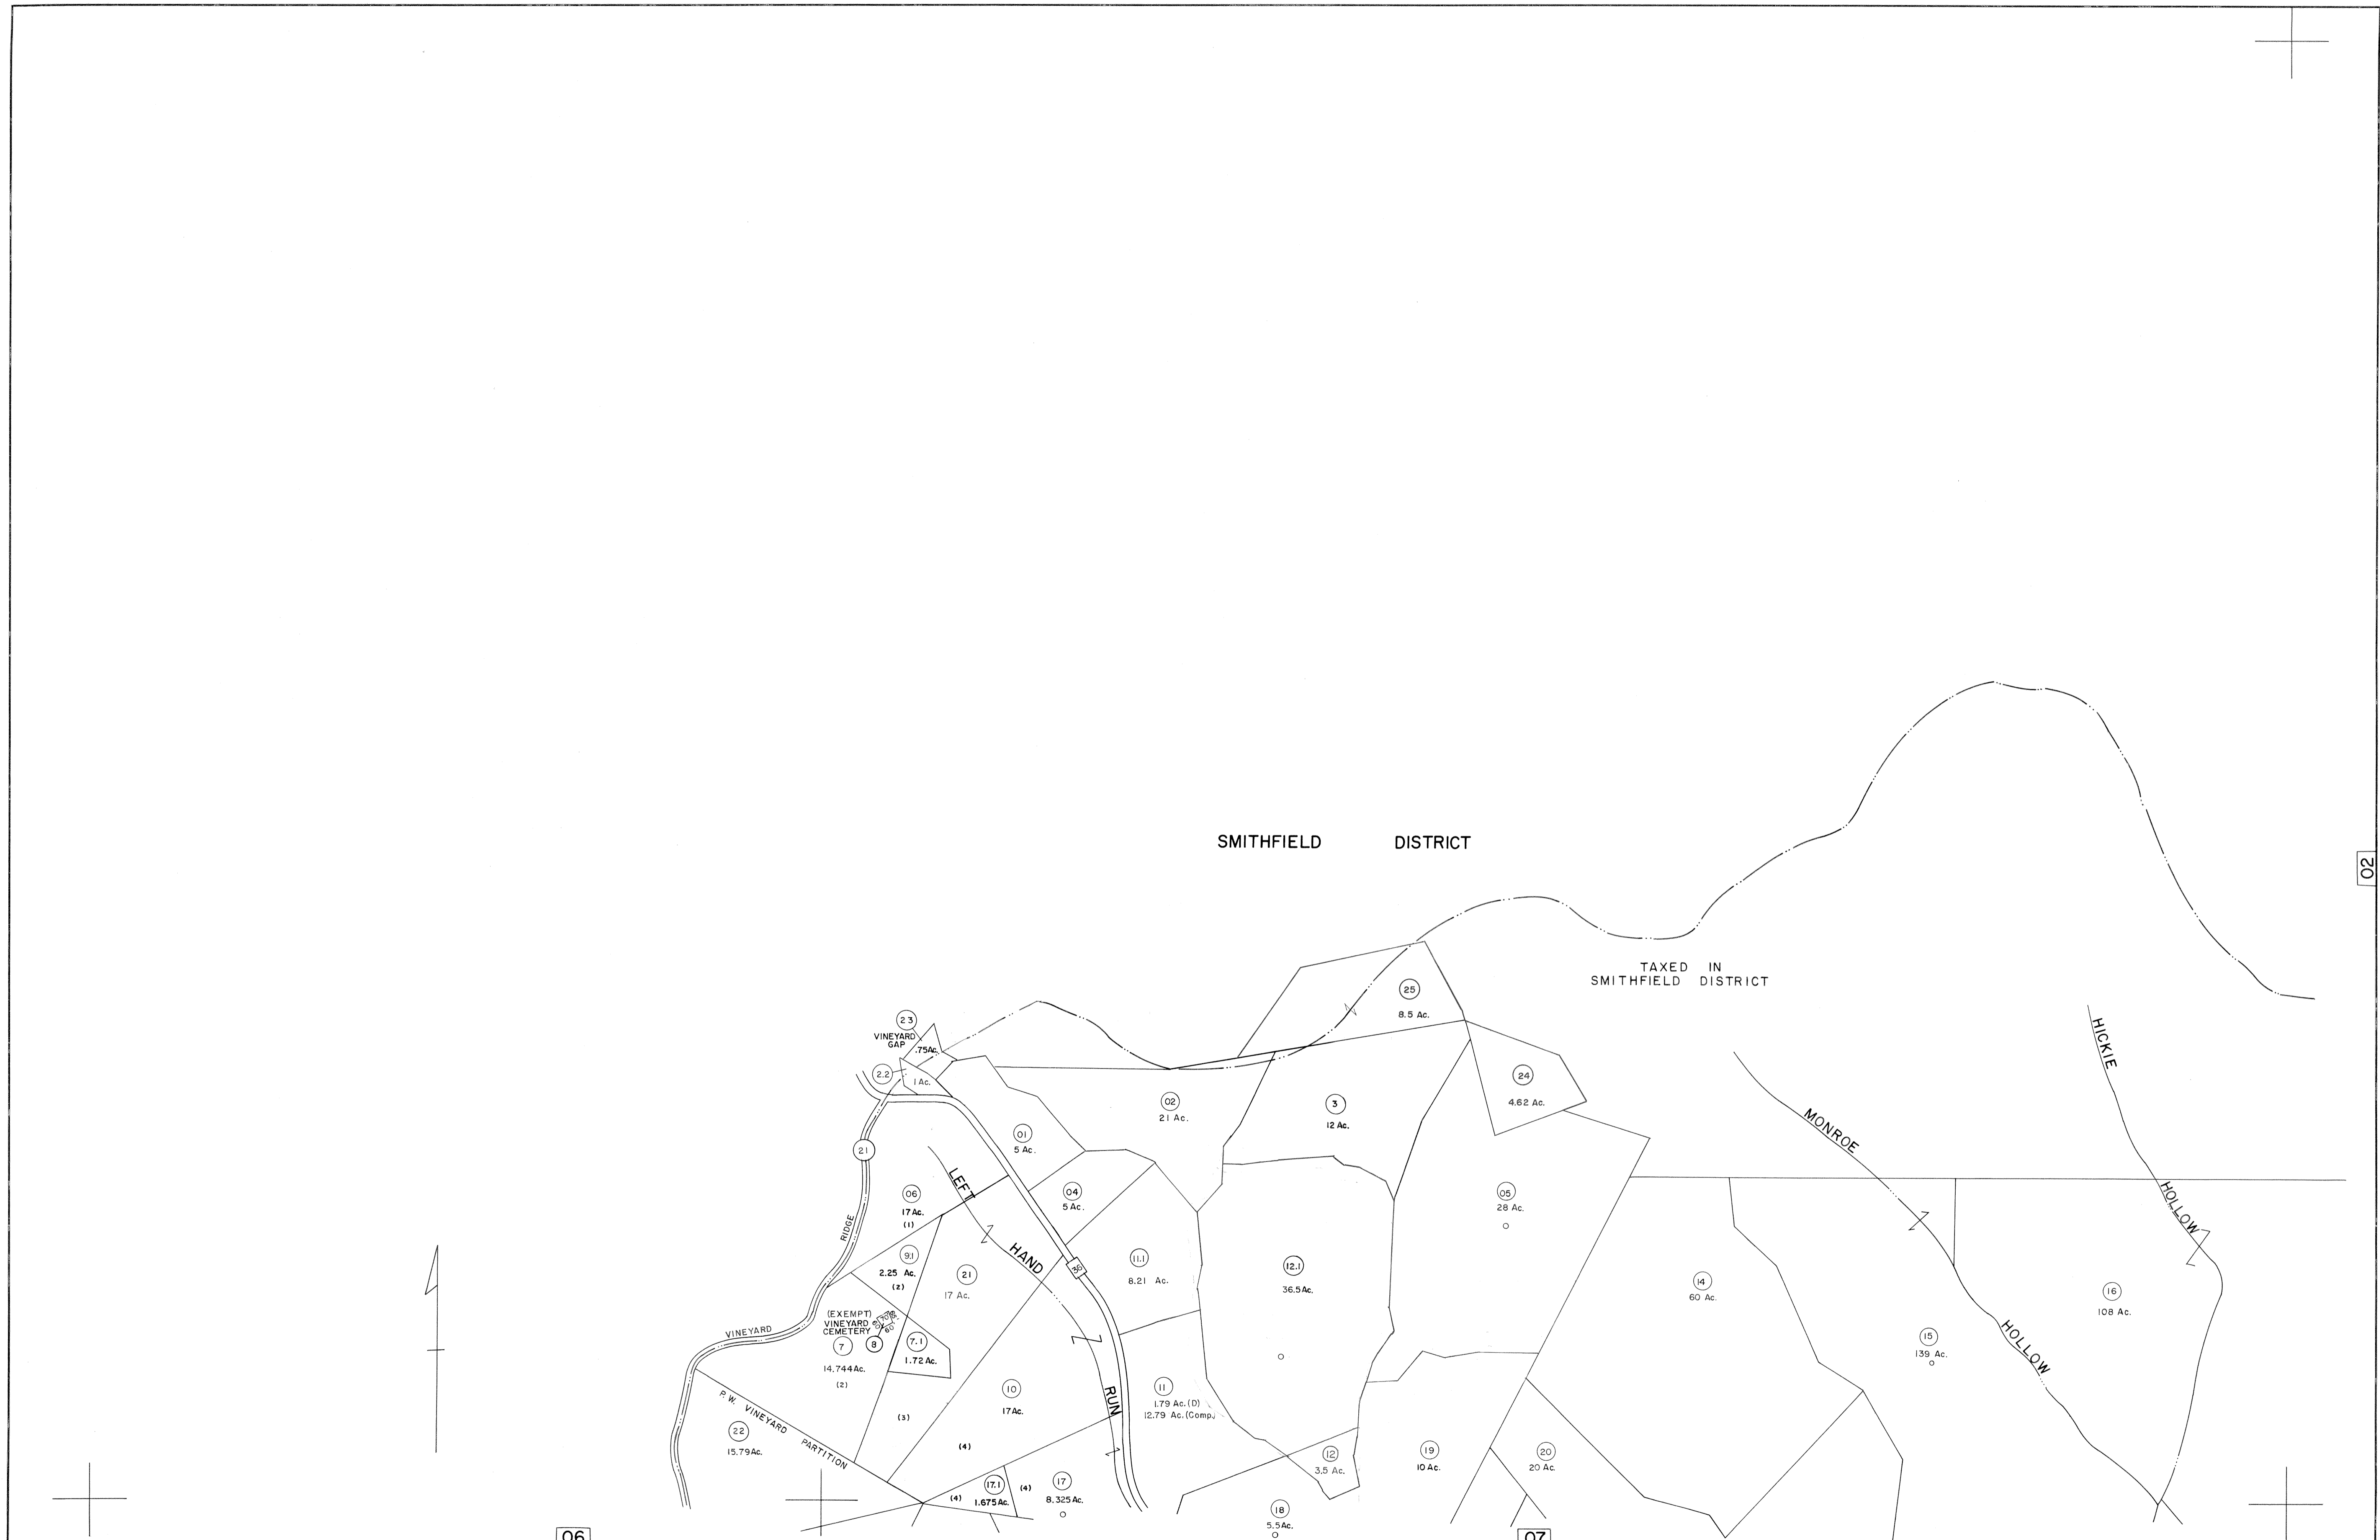 SMITHFIELD DISTRICT
02
TAXED IN
SMITHFIELD DISTRICT
25
8.5 Ac.
23
VINEYARD
GAP
.75Ac.
2.2
1 Ac.
24
4.62 Ac.
02
21 Ac.
3
12 Ac.
01
5 Ac.
21
LEFT HAND RUN
MONROE HOLLOW
HICKIE HOLLOW
06
17 Ac.
(1)
04
5 Ac.
05
28 Ac.
VINEYARD RIDGE
9.1
2.25 Ac.
(2)
21
17 Ac.
36
11.1
8.21 Ac.
12.1
36.5 Ac.
14
60 Ac.
16
108 Ac.
(EXEMPT)
VINEYARD
CEMETERY
8
7
14.744 Ac.
(2)
7.1
1.72 Ac.
15
139 Ac.
10
17 Ac.
(3)
(4)
11
1.79 Ac. (D)
12.79 Ac. (Comp.)
P. W. VINEYARD PARTITION
22
15.79 Ac.
12
3.5 Ac.
19
10 Ac.
20
20 Ac.
(4)
17.1
1.675 Ac.
(4)
17
8.325 Ac.
18
5.5 Ac.
06
07